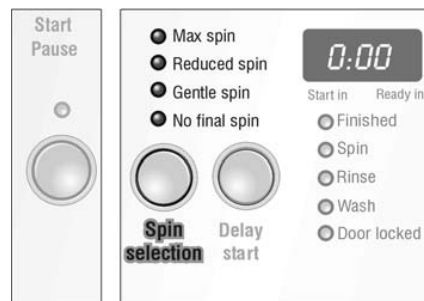 Start
Pause
Max spin
Reduced spin
Gentle spin
No final spin
0:00
Start in Ready in
Finished
Spin
Rinse
Wash
Door locked
Spin
selection
Delay
start